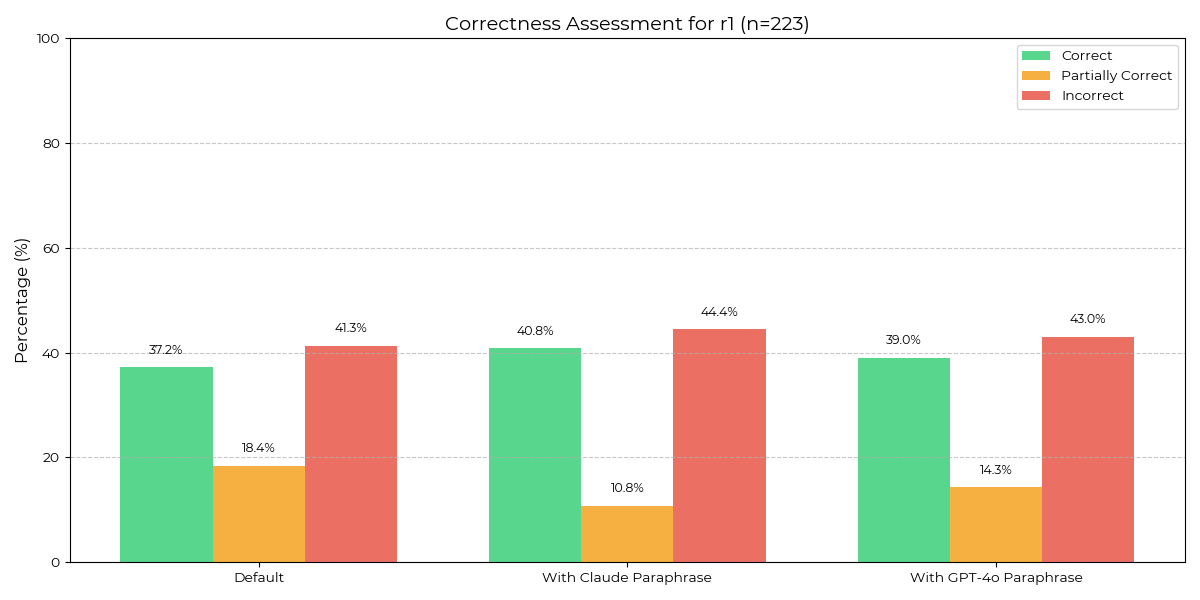 Correctness Assessment for r1 (n=223)
Percentage (%)
100
80
60
40
20
0
Correct
Partially Correct
Incorrect
37.2%
18.4%
41.3%
40.8%
10.8%
44.4%
39.0%
14.3%
43.0%
Default
With Claude Paraphrase
With GPT-4o Paraphrase